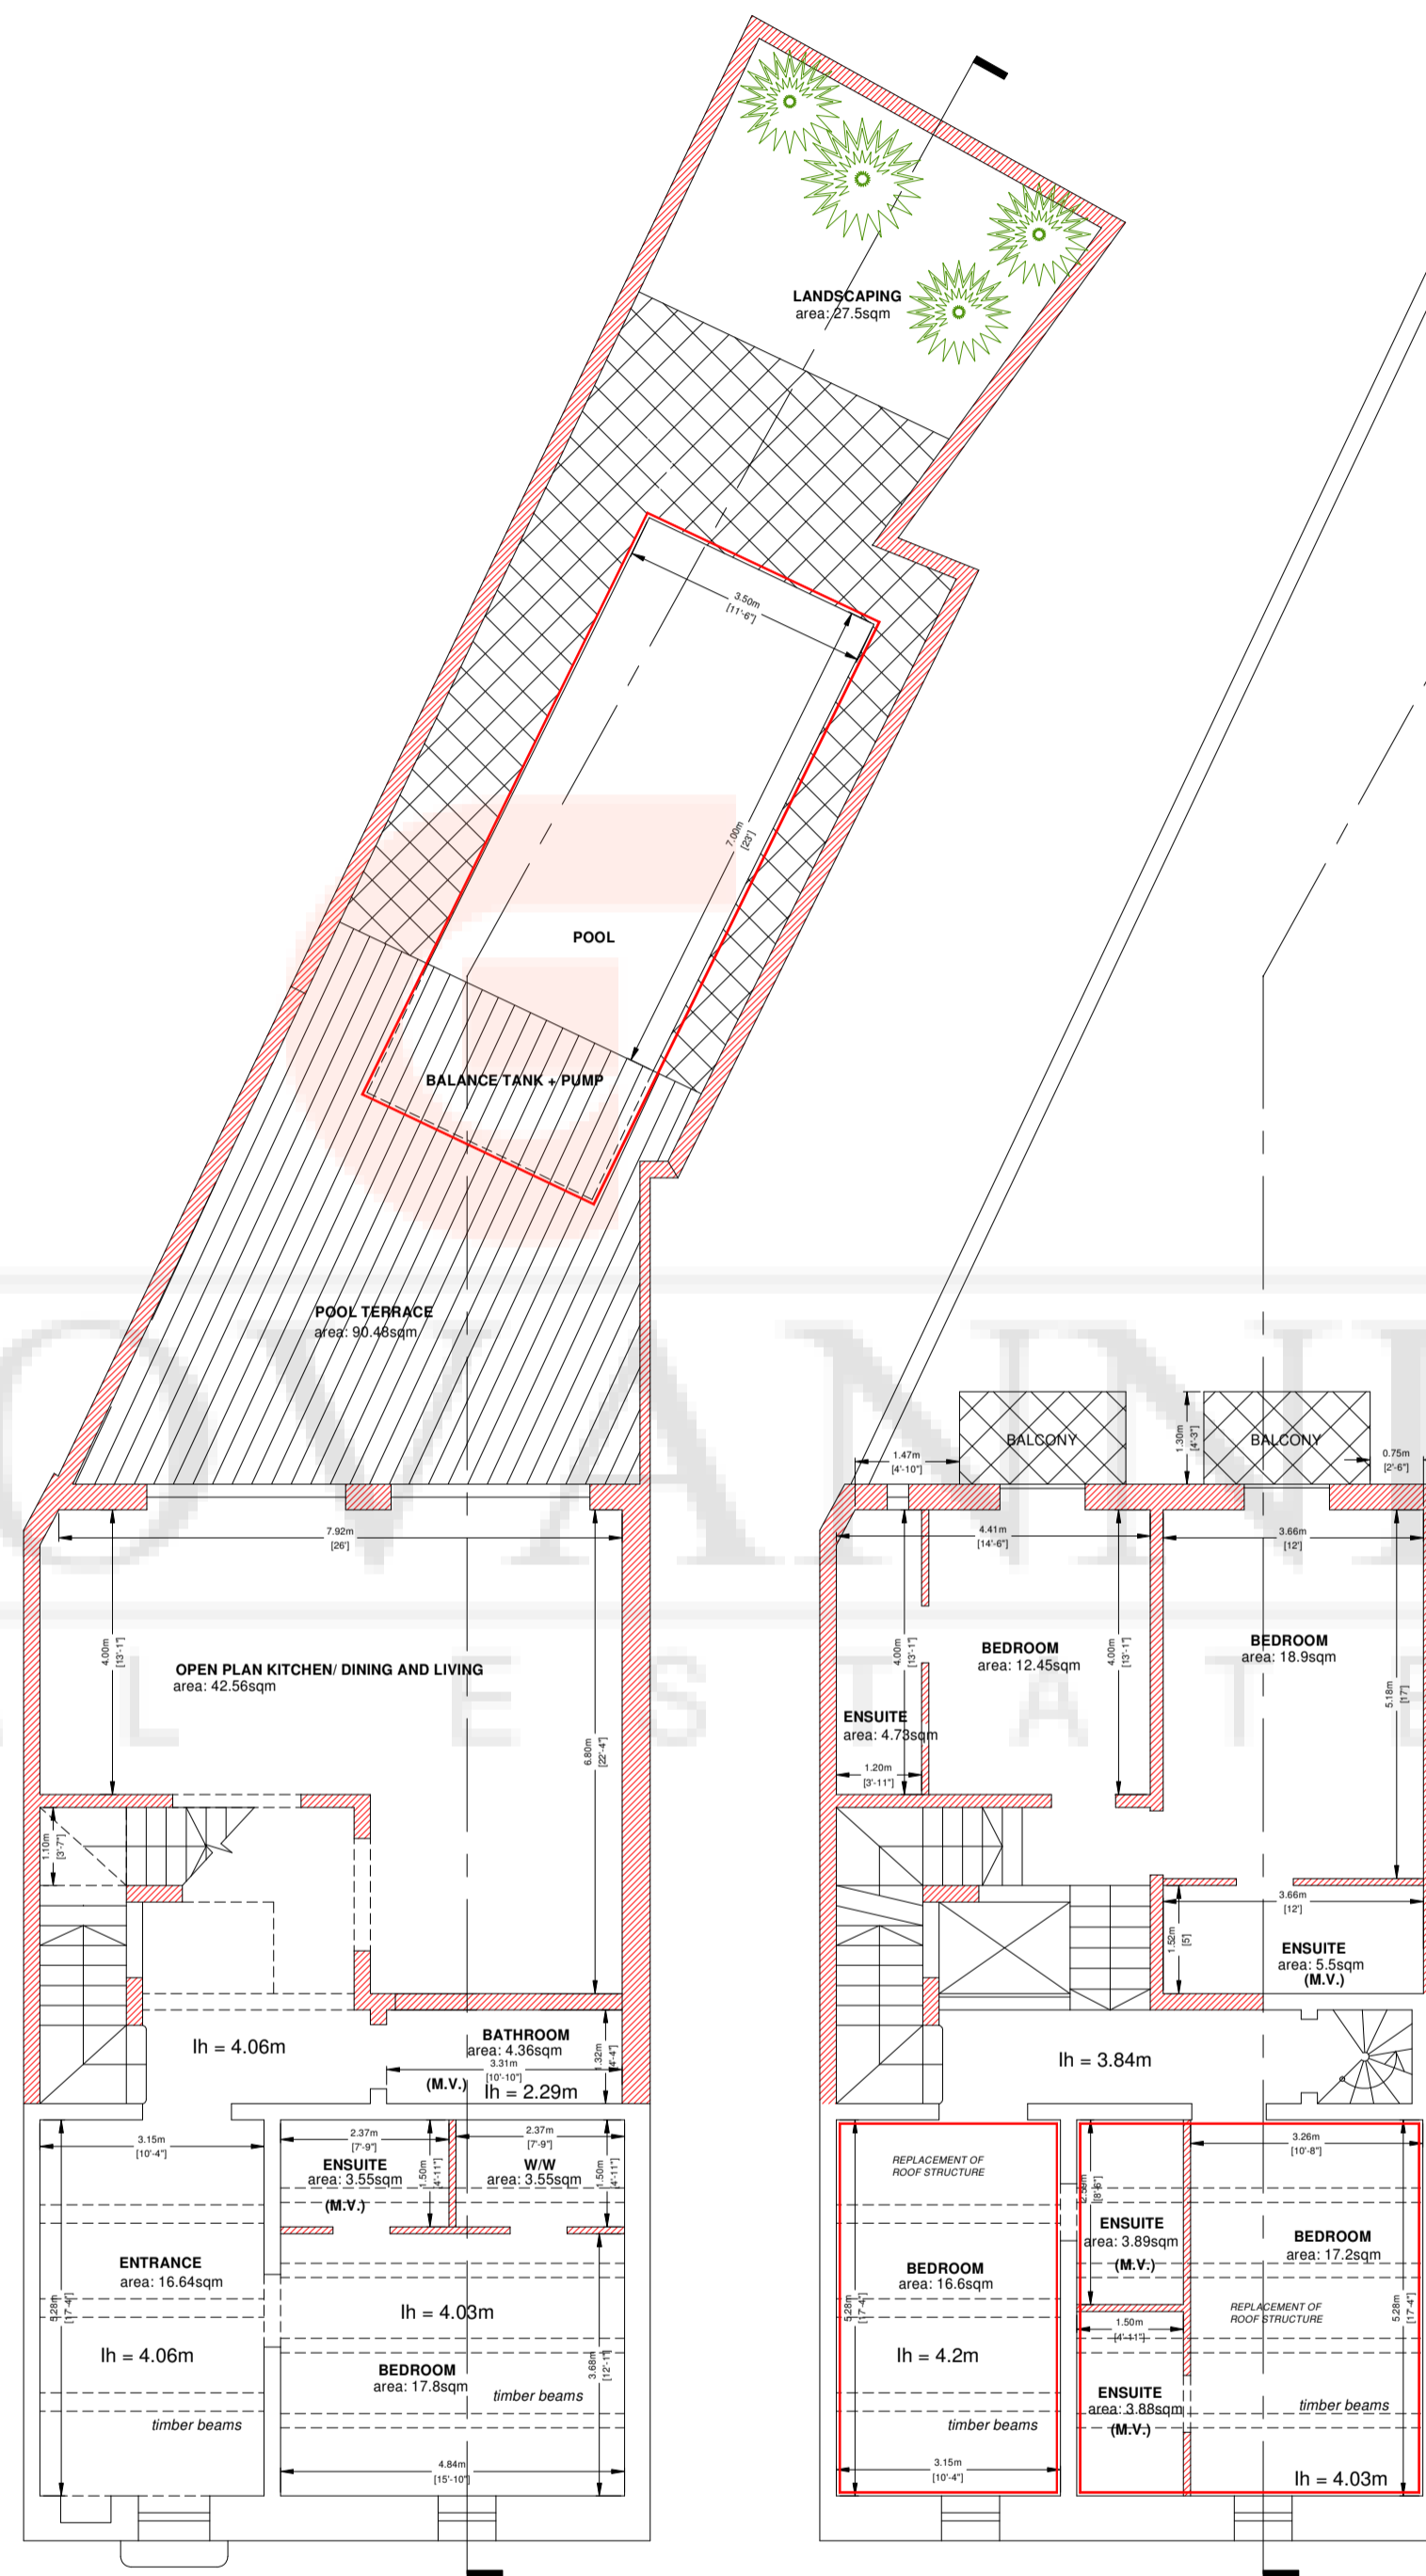 LANDSCAPING
area: 27.5sqm
3.50m
[11'-6"]
7.00m
[23']
POOL
BALANCE TANK + PUMP
POOL TERRACE
area: 90.48sqm
7.92m
[26']
4.00m
[13'-1"]
OPEN PLAN KITCHEN/ DINING AND LIVING
area: 42.56sqm
6.80m
[22'-4"]
1.10m
[3'-7"]
lh = 4.06m
BATHROOM
area: 4.36sqm
3.31m
[10'-10"]
1.32m
[4'-4"]
(M.V.)
lh = 2.29m
3.15m
[10'-4"]
2.37m
[7'-9"]
2.37m
[7'-9"]
ENSUITE
area: 3.55sqm
(M.V.)
1.50m
[4'-11"]
W/W
area: 3.55sqm
1.50m
[4'-11"]
ENTRANCE
area: 16.64sqm
5.28m
[17'-4"]
lh = 4.03m
lh = 4.06m
BEDROOM
area: 17.8sqm
3.68m
[12'-1"]
timber beams
timber beams
4.84m
[15'-10"]
BALCONY
1.30m
[4'-3"]
BALCONY
1.47m
[4'-10"]
0.75m
[2'-6"]
4.41m
[14'-6"]
3.66m
[12']
4.00m
[13'-1"]
BEDROOM
area: 12.45sqm
4.00m
[13'-1"]
BEDROOM
area: 18.9sqm
5.18m
[17']
ENSUITE
area: 4.73sqm
1.20m
[3'-11"]
3.66m
[12']
1.52m
[5']
ENSUITE
area: 5.5sqm
(M.V.)
lh = 3.84m
REPLACEMENT OF
ROOF STRUCTURE
3.26m
[10'-8"]
[8'-6"]
ENSUITE
area: 3.89sqm
(M.V.)
BEDROOM
area: 17.2sqm
BEDROOM
area: 16.6sqm
5.28m
[17'-4"]
REPLACEMENT OF
ROOF STRUCTURE
5.28m
[17'-4"]
1.50m
[4'-11"]
lh = 4.2m
ENSUITE
area: 3.88sqm
(M.V.)
timber beams
timber beams
3.15m
[10'-4"]
lh = 4.03m
OVANNI
L E S T A T E